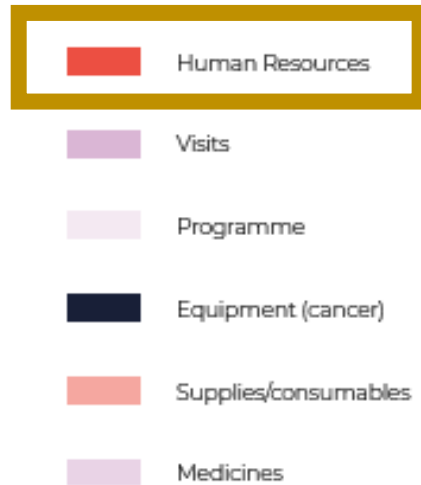 Human Resources
Visits
Programme
Equipment (cancer)
Supplies/consumables
Medicines